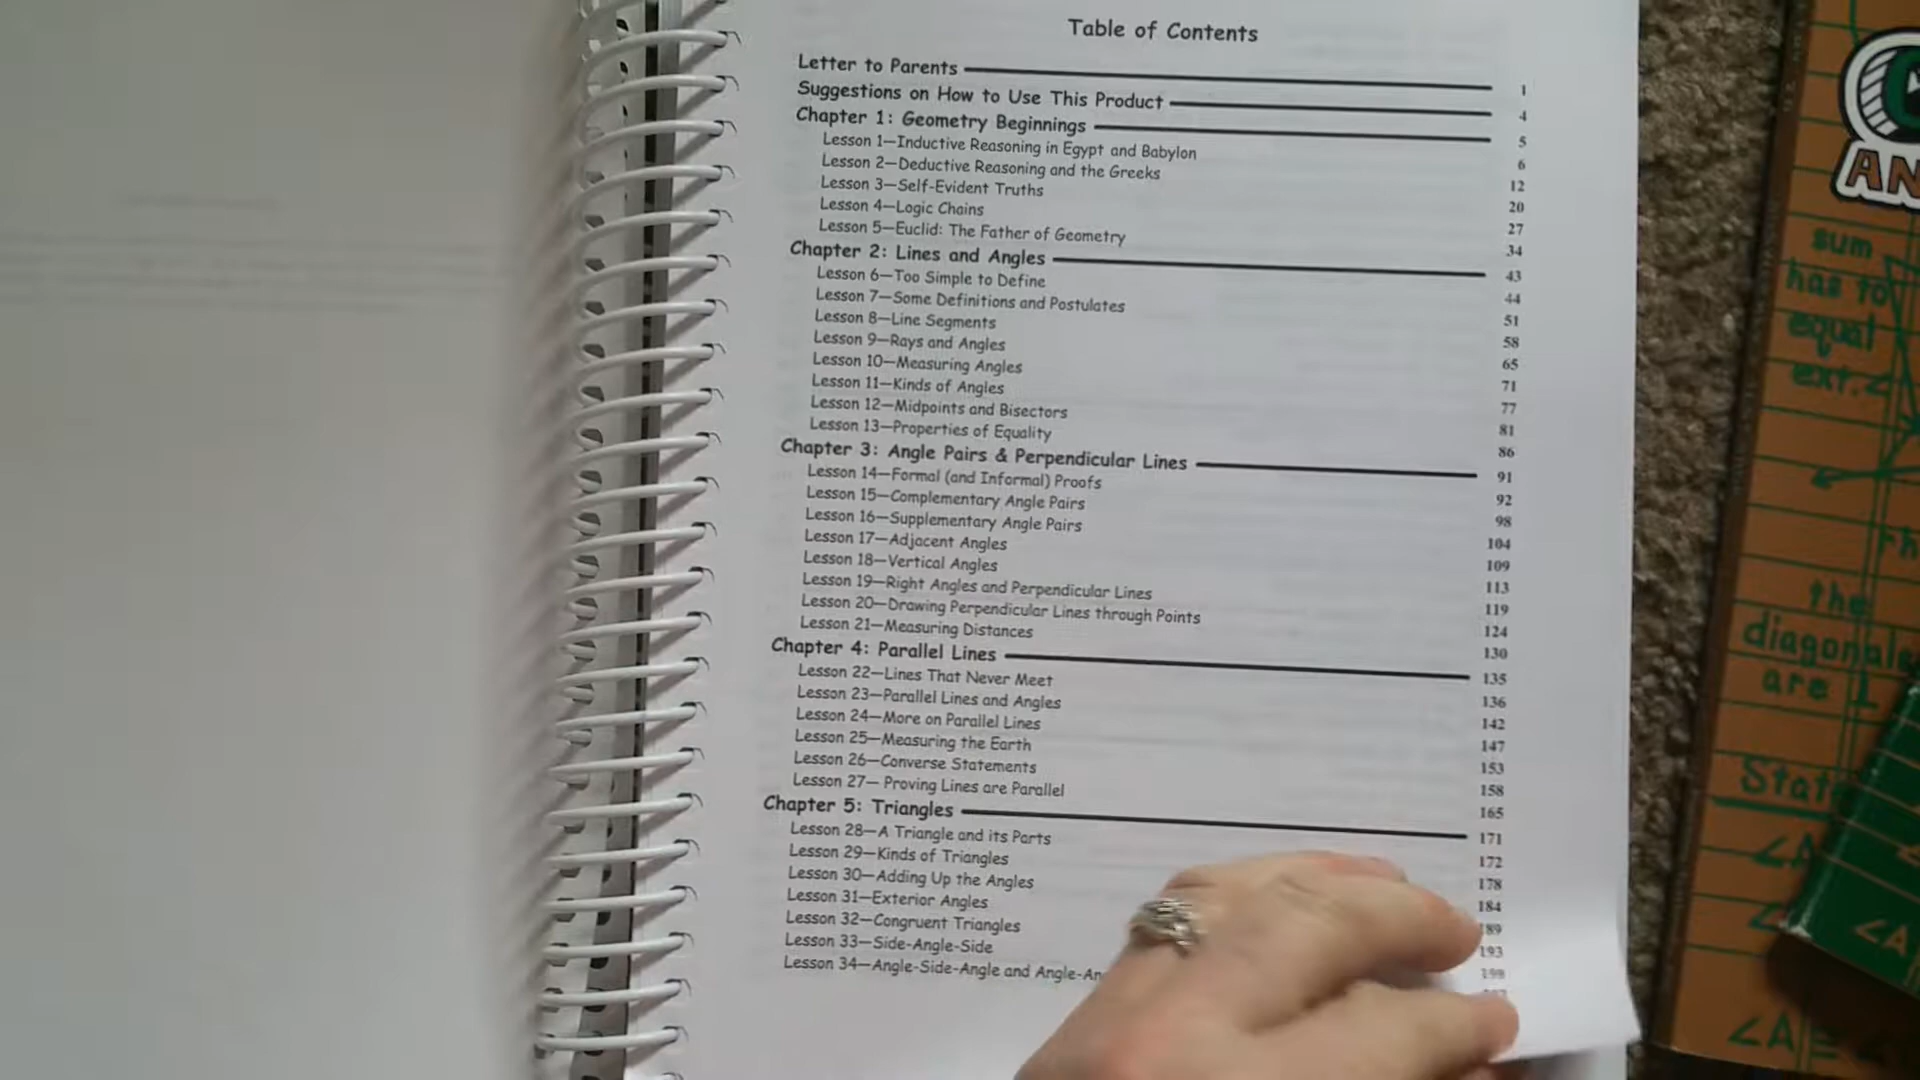 Table of Contents
Letter to Parents 1
Suggestions on How to Use This Product 4
Chapter 1: Geometry Beginnings 5
Lesson 1—Inductive Reasoning in Egypt and Babylon 6
Lesson 2—Deductive Reasoning and the Greeks 12
Lesson 3—Self-Evident Truths 20
Lesson 4—Logic Chains 27
Lesson 5—Euclid: The Father of Geometry 34
Chapter 2: Lines and Angles 43
Lesson 6—Too Simple to Define 44
Lesson 7—Some Definitions and Postulates 51
Lesson 8—Line Segments 58
Lesson 9—Rays and Angles 65
Lesson 10—Measuring Angles 71
Lesson 11—Kinds of Angles 77
Lesson 12—Midpoints and Bisectors 81
Lesson 13—Properties of Equality 86
Chapter 3: Angle Pairs & Perpendicular Lines 91
Lesson 14—Formal (and Informal) Proofs 92
Lesson 15—Complementary Angle Pairs 98
Lesson 16—Supplementary Angle Pairs 104
Lesson 17—Adjacent Angles 109
Lesson 18—Vertical Angles 113
Lesson 19—Right Angles and Perpendicular Lines 119
Lesson 20—Drawing Perpendicular Lines through Points 124
Lesson 21—Measuring Distances 130
Chapter 4: Parallel Lines 135
Lesson 22—Lines That Never Meet 136
Lesson 23—Parallel Lines and Angles 142
Lesson 24—More on Parallel Lines 147
Lesson 25—Measuring the Earth 153
Lesson 26—Converse Statements 158
Lesson 27— Proving Lines are Parallel 165
Chapter 5: Triangles 171
Lesson 28—A Triangle and its Parts 172
Lesson 29—Kinds of Triangles 178
Lesson 30—Adding Up the Angles 184
Lesson 31—Exterior Angles 189
Lesson 32—Congruent Triangles 193
Lesson 33—Side-Angle-Side 199
Lesson 34—Angle-Side-Angle and Angle-An
AN
sum
has to
equal
ext. ∠
the
diagonals
are ⊥
State
∠A
∠A
∠A ≅